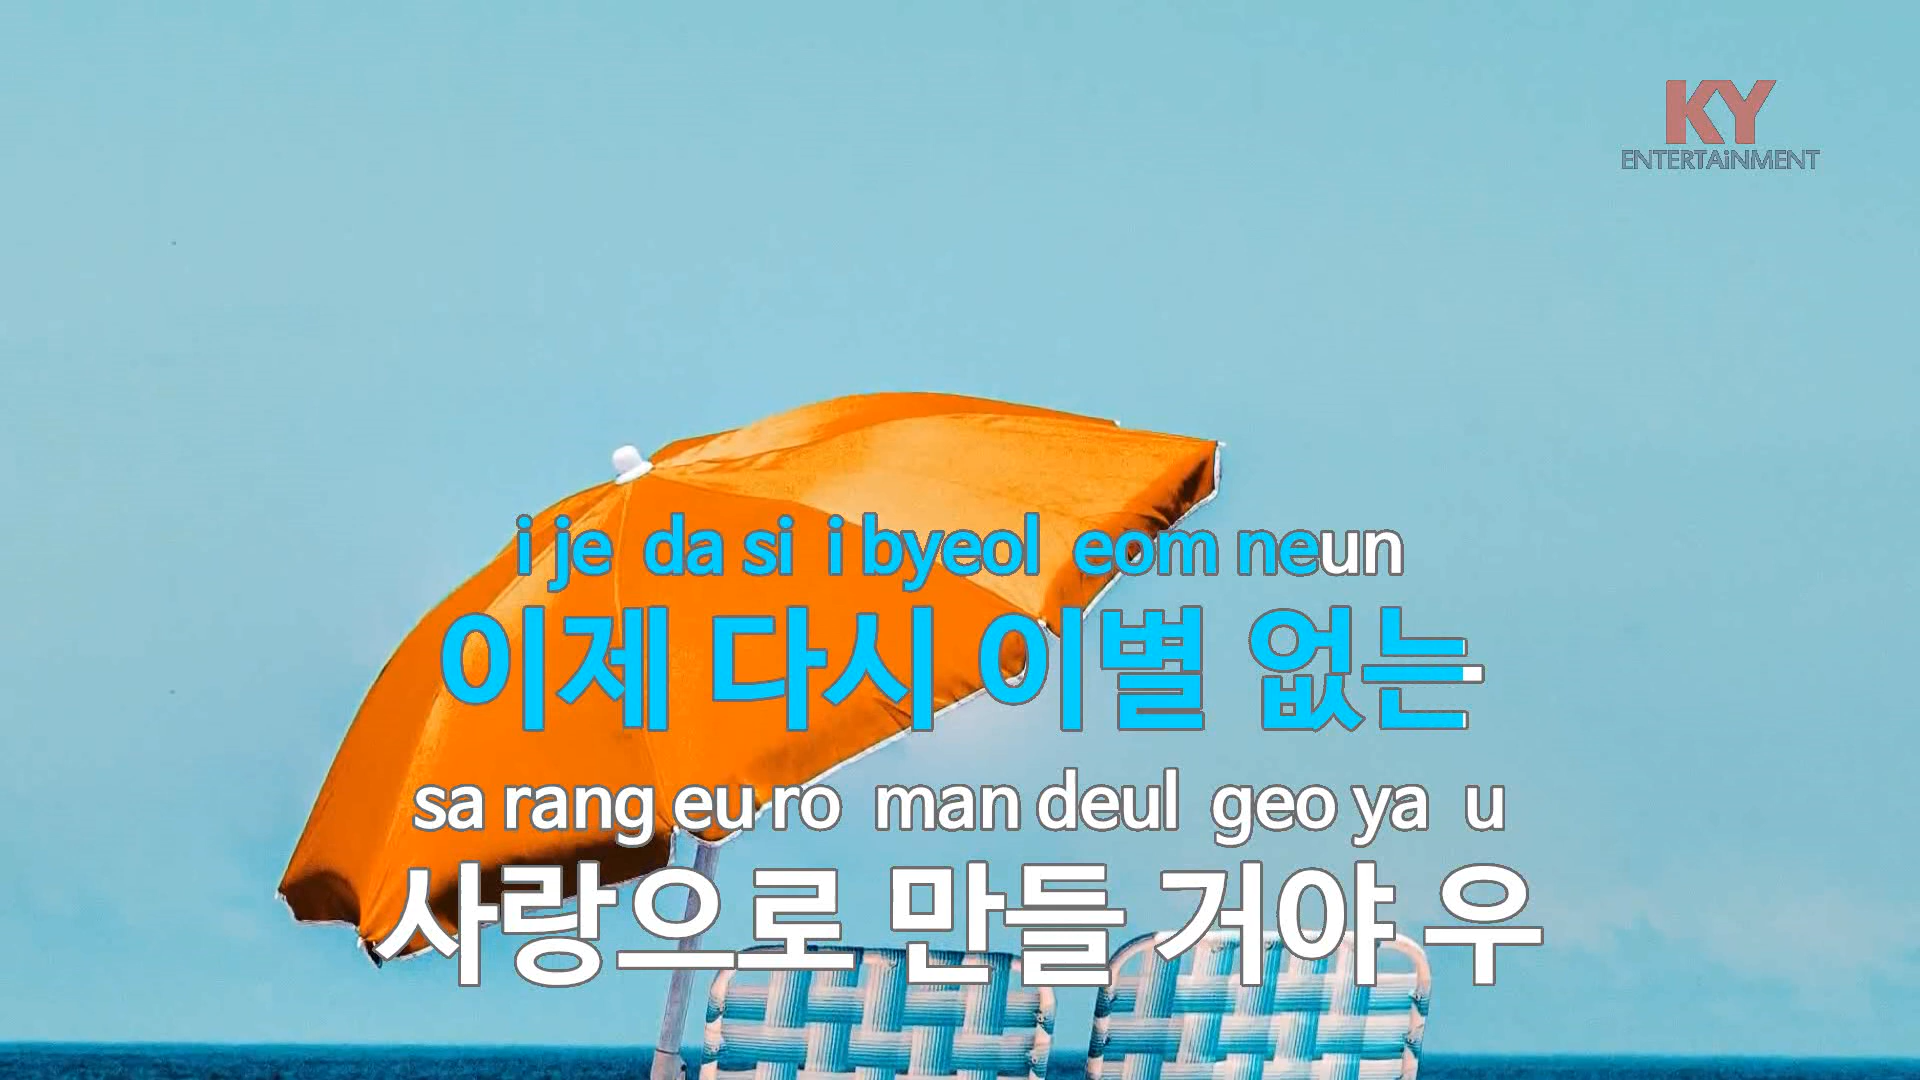 KY
ENTERTAiNMENT
i je da si i byeol eom neun
이제 다시 이별 없는
sa rang eu ro man deul geo ya u
사랑으로 만들 거야 우